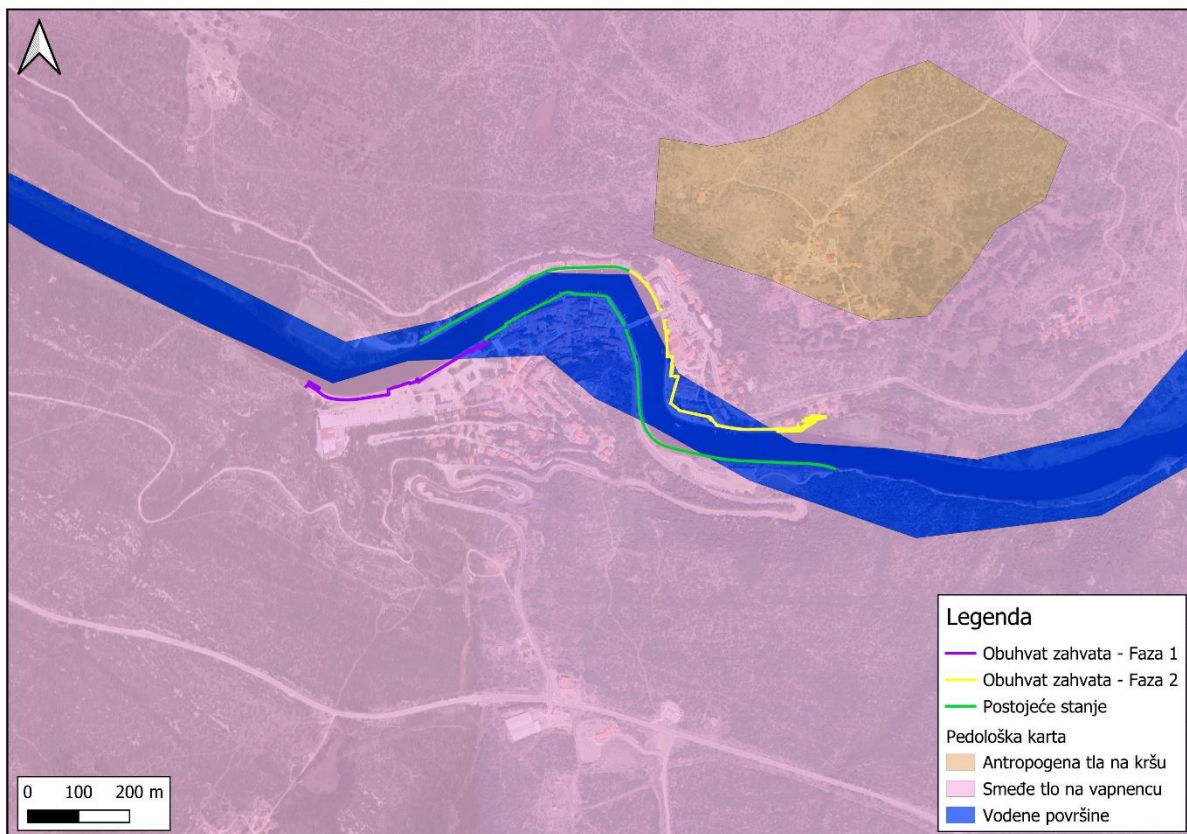 Legenda
Obuhvat zahvata - Faza 1
Obuhvat zahvata - Faza 2
Postojeće stanje
Pedološka karta
Antropogena tla na kršu
Smeđe tlo na vapnencu
Vodene površine
0 100 200 m